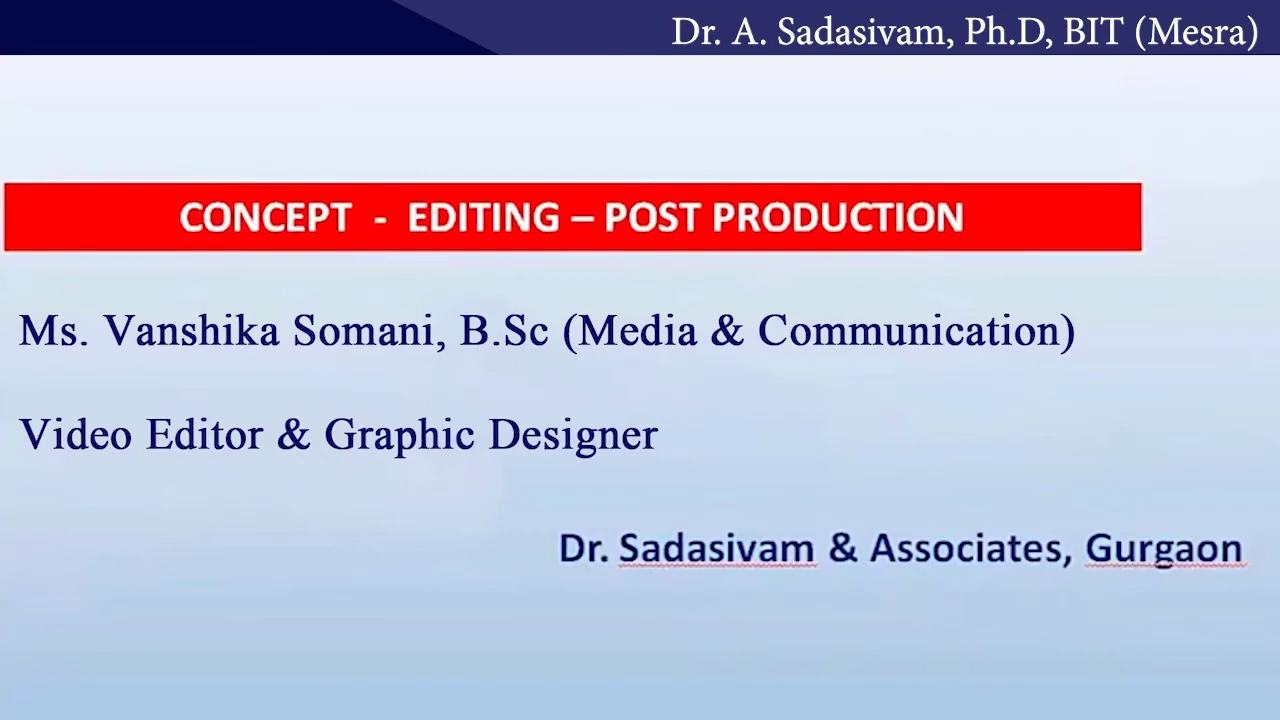 Dr. A. Sadasivam, Ph.D, BIT (Mesra)
CONCEPT - EDITING – POST PRODUCTION
Ms. Vanshika Somani, B.Sc (Media & Communication)
Video Editor & Graphic Designer
Dr. Sadasivam & Associates, Gurgaon